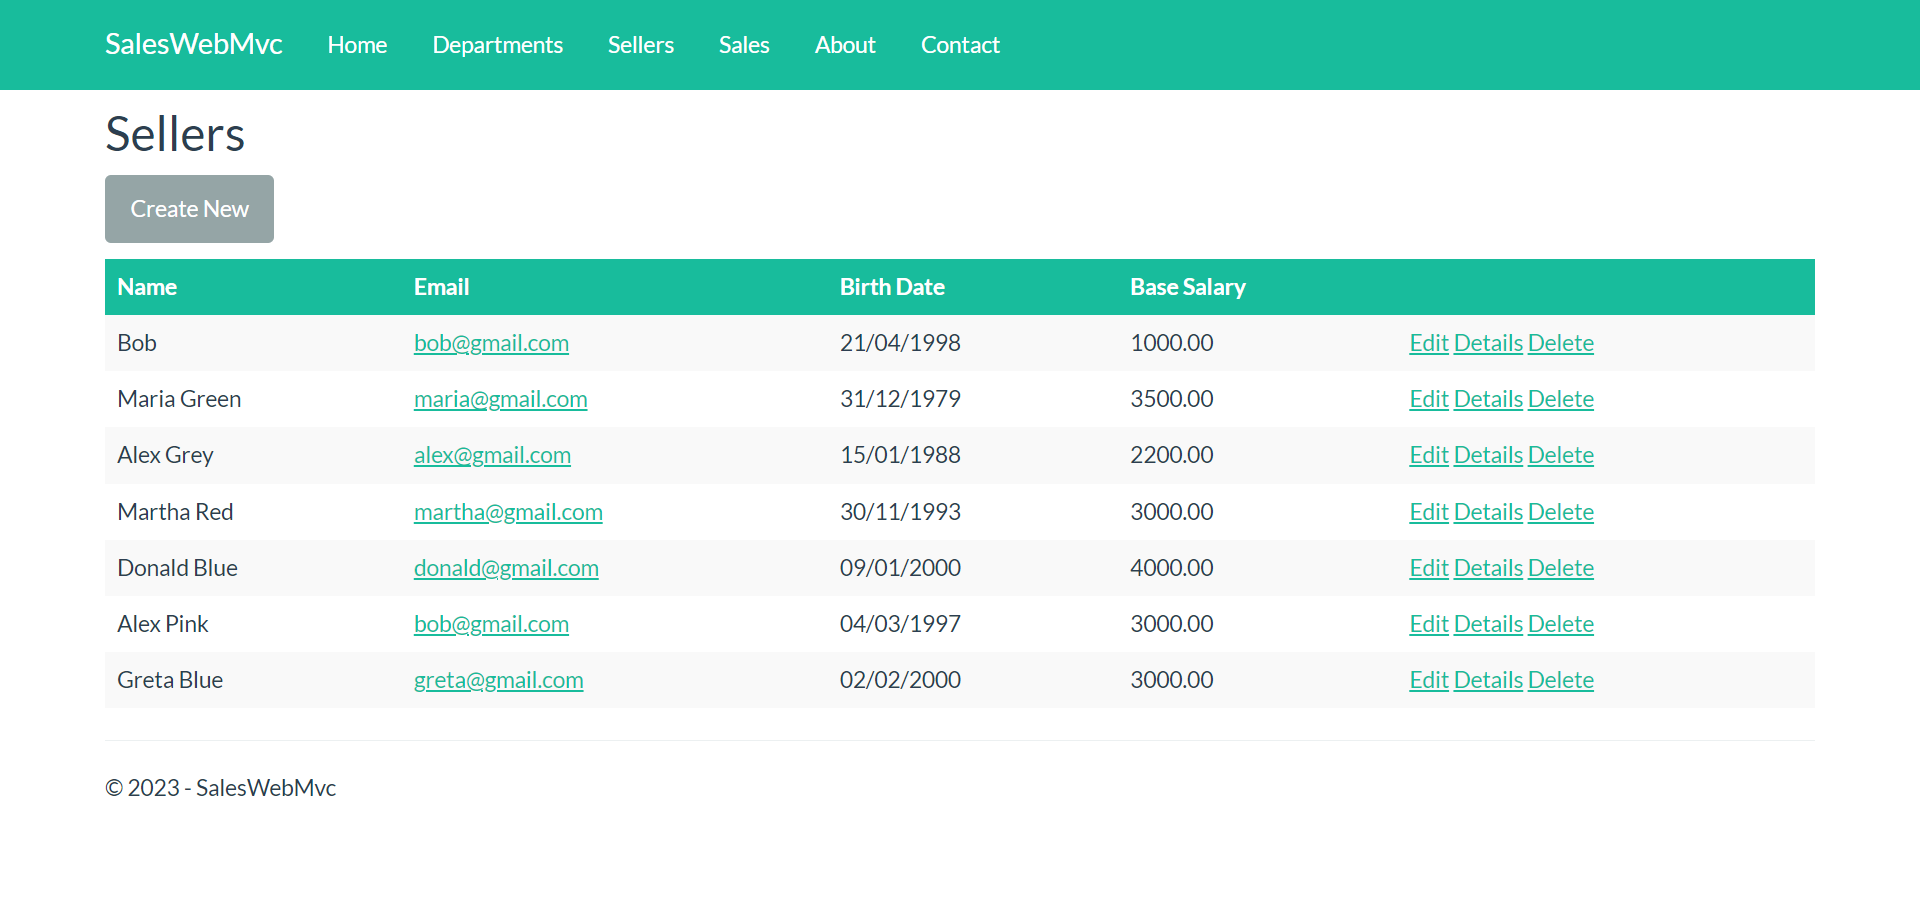 SalesWebMvc Home Departments Sellers Sales About Contact
Sellers
Create New
Name Email Birth Date Base Salary
Bob bob@gmail.com 21/04/1998 1000.00 Edit Details Delete
Maria Green maria@gmail.com 31/12/1979 3500.00 Edit Details Delete
Alex Grey alex@gmail.com 15/01/1988 2200.00 Edit Details Delete
Martha Red martha@gmail.com 30/11/1993 3000.00 Edit Details Delete
Donald Blue donald@gmail.com 09/01/2000 4000.00 Edit Details Delete
Alex Pink bob@gmail.com 04/03/1997 3000.00 Edit Details Delete
Greta Blue greta@gmail.com 02/02/2000 3000.00 Edit Details Delete
© 2023 - SalesWebMvc